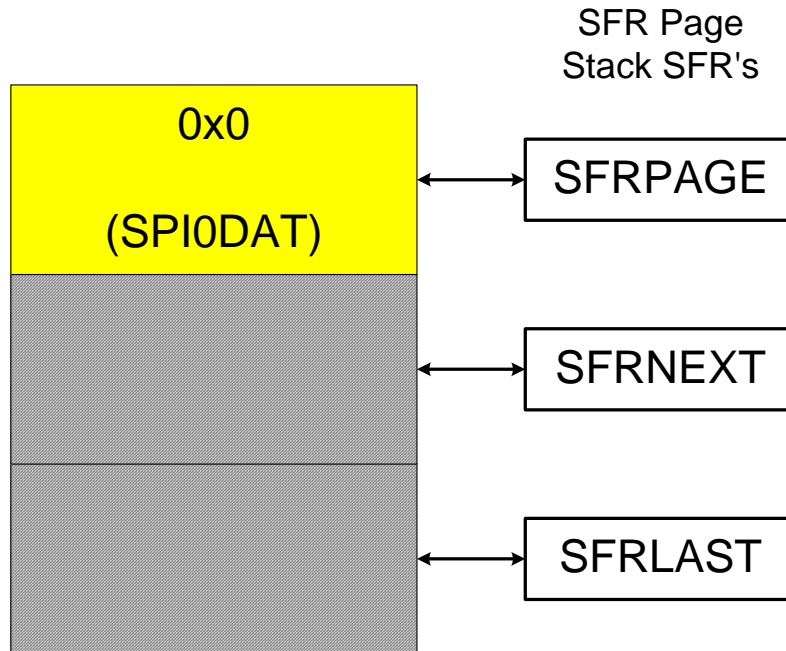 SFR Page
Stack SFR's
0x0
(SPI0DAT)
SFRPAGE
SFRNEXT
SFRLAST